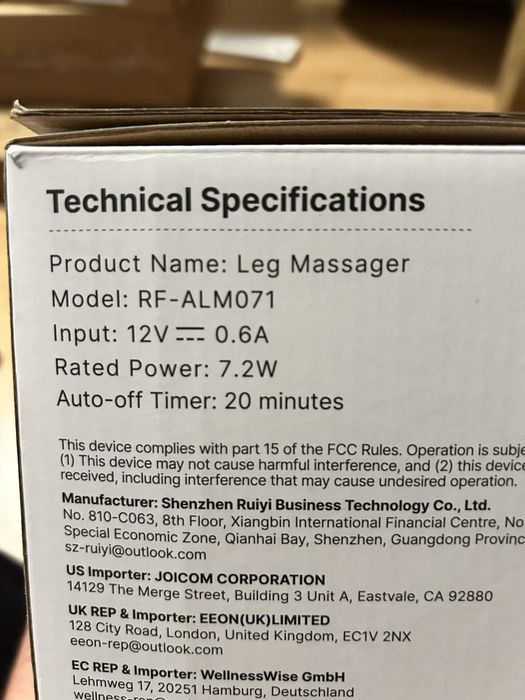 Technical Specifications
Product Name: Leg Massager
Model: RF-ALM071
Input: 12V ⎓ 0.6A
Rated Power: 7.2W
Auto-off Timer: 20 minutes
This device complies with part 15 of the FCC Rules. Operation is subje
(1) This device may not cause harmful interference, and (2) this device
received, including interference that may cause undesired operation.
Manufacturer: Shenzhen Ruiyi Business Technology Co., Ltd.
No. 810-C063, 8th Floor, Xiangbin International Financial Centre, No
Special Economic Zone, Qianhai Bay, Shenzhen, Guangdong Provinc
sz-ruiyi@outlook.com
US Importer: JOICOM CORPORATION
14129 The Merge Street, Building 3 Unit A, Eastvale, CA 92880
UK REP & Importer: EEON(UK)LIMITED
128 City Road, London, United Kingdom, EC1V 2NX
eeon-rep@outlook.com
EC REP & Importer: WellnessWise GmbH
Lehmweg 17, 20251 Hamburg, Deutschland